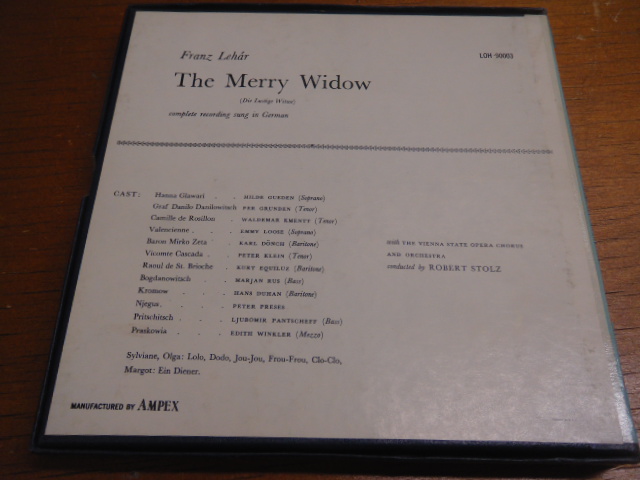 Franz Lehár
LOH 90003
The Merry Widow
(Die Lustige Witwe)
complete recording sung in German
CAST: Hanna Glawari . . HILDE GUEDEN (Soprano)
Graf Danilo Danilowitsch PER GRUNDEN (Tenor)
Camille de Rosillon . WALDEMAR KMENTT (Tenor)
Valencienne . . . EMMY LOOSE (Soprano)
Baron Mirko Zeta . KARL DÖNCH (Baritone)
Vicomte Cascada . . PETER KLEIN (Tenor)
Raoul de St. Brioche . KURT EQUILUZ (Baritone)
Bogdanowitsch . . MARJAN RUS (Bass)
Kromow . . . HANS DUHAN (Baritone)
Njegus . . . . PETER PRESES
Pritschitsch . . . LJUBOMIR PANTSCHEFF (Bass)
Praskowia . . . EDITH WINKLER (Mezzo)
with THE VIENNA STATE OPERA CHORUS
AND ORCHESTRA
conducted by ROBERT STOLZ
Sylviane, Olga: Lolo, Dodo, Jou-Jou, Frou-Frou, Clo-Clo,
Margot: Ein Diener.
MANUFACTURED BY AMPEX